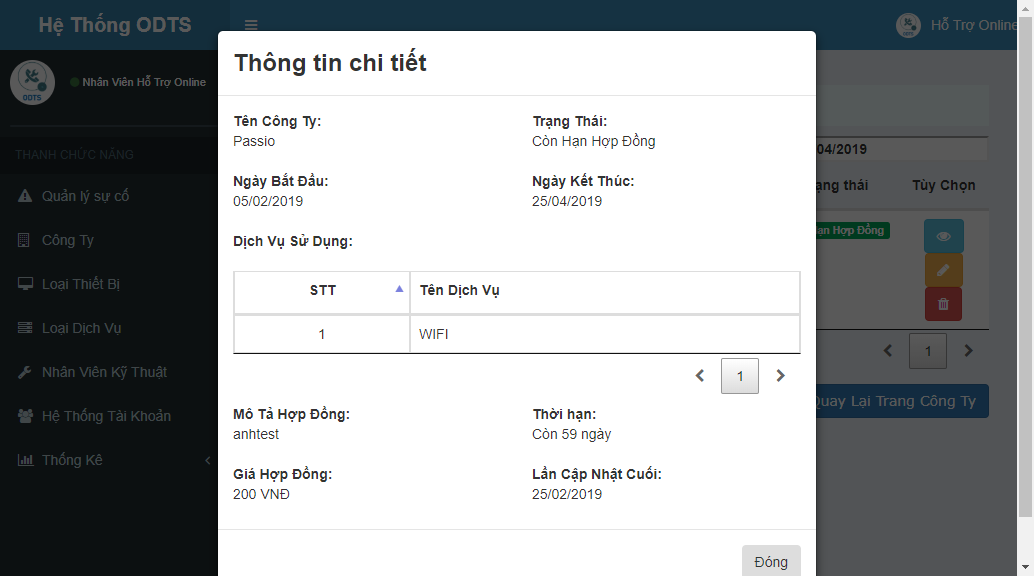 Hệ Thống ODTS
Hỗ Trợ Online
Nhân Viên Hỗ Trợ Online
ODTS
THANH CHỨC NĂNG
Quản lý sự cố
Công Ty
Loại Thiết Bị
Loại Dịch Vụ
Nhân Viên Kỹ Thuật
Hệ Thống Tài Khoản
Thống Kê
Thông tin chi tiết
Tên Công Ty:
Passio
Trạng Thái:
Còn Hạn Hợp Đồng
Ngày Bắt Đầu:
05/02/2019
Ngày Kết Thúc:
25/04/2019
Dịch Vụ Sử Dụng:
STT Tên Dịch Vụ
1 WIFI
1
Mô Tả Hợp Đồng:
anhtest
Thời hạn:
Còn 59 ngày
Giá Hợp Đồng:
200 VNĐ
Lần Cập Nhật Cuối:
25/02/2019
Đóng
04/2019
thái Tùy Chọn
Hợp Đồng
1
Lại Trang Công Ty